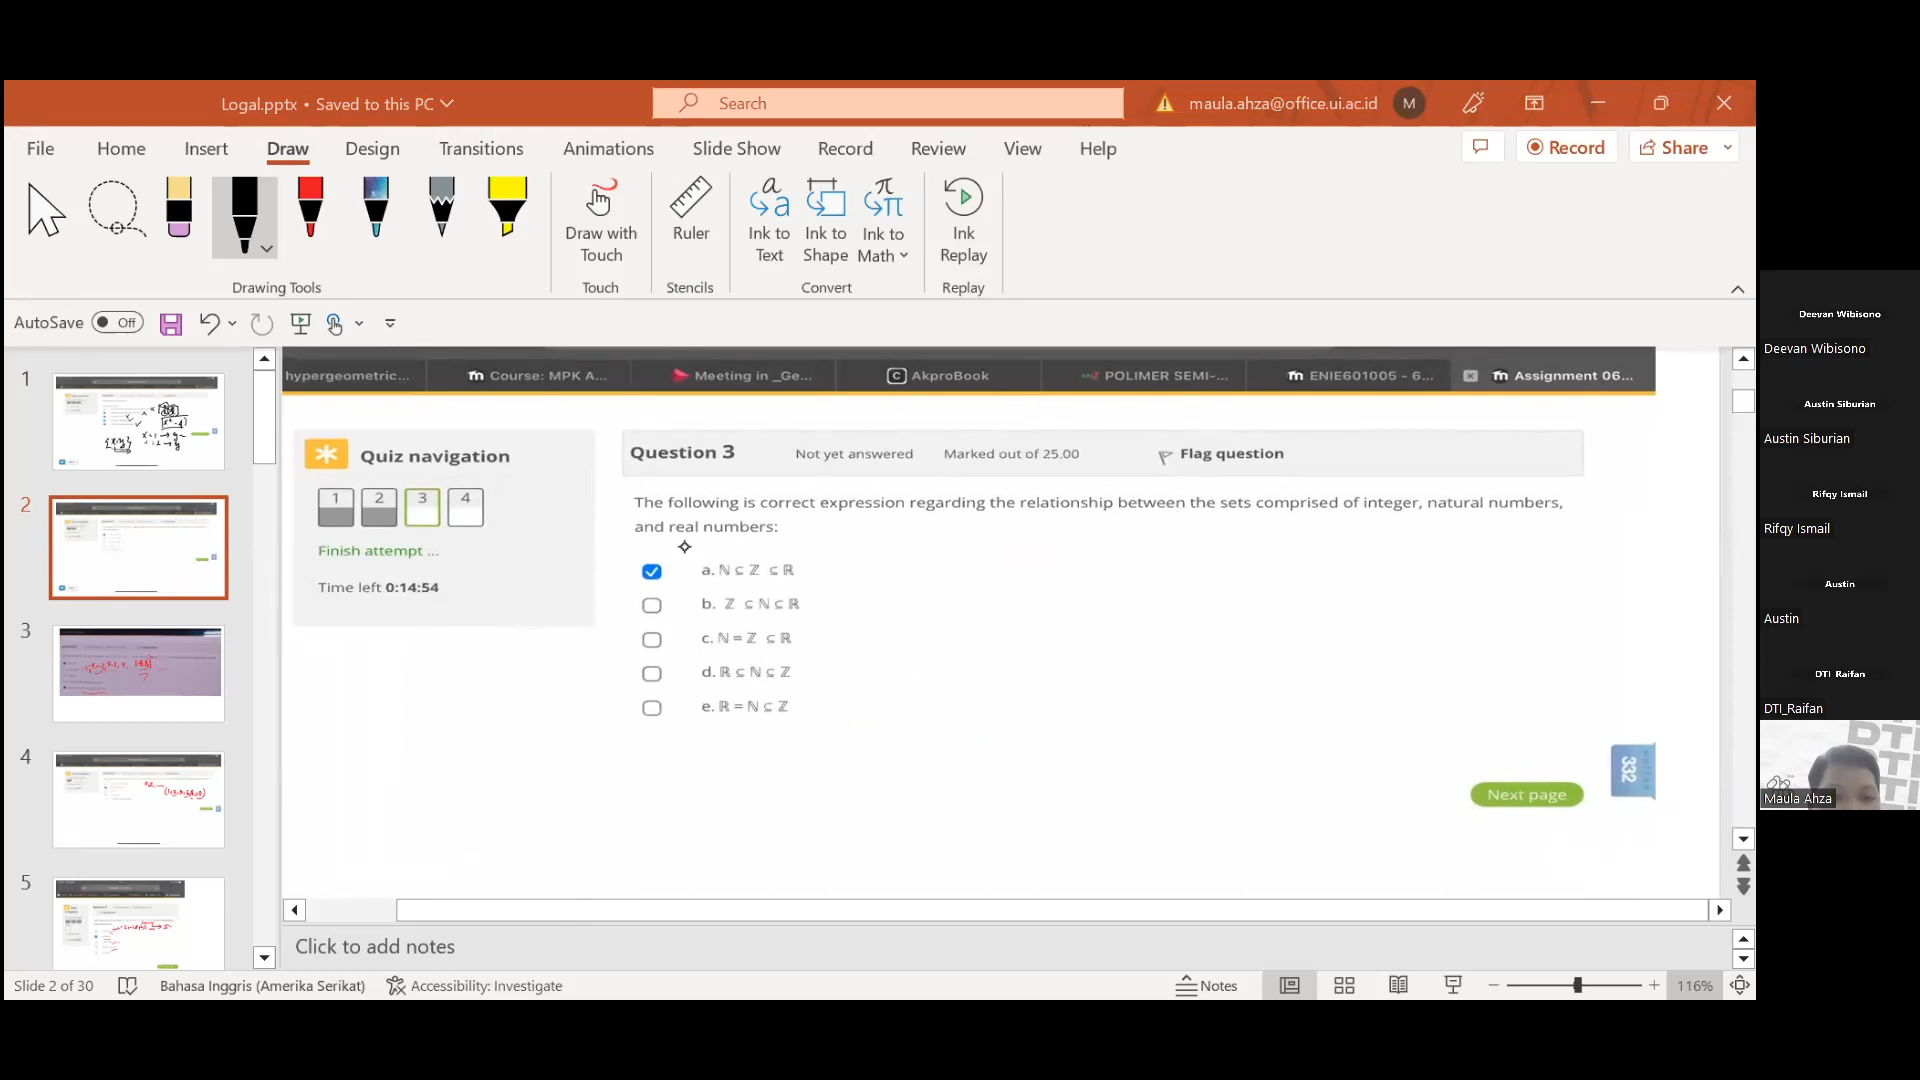 Logal.pptx • Saved to this PC
Search
maula.ahza@office.ui.ac.id
M
File
Home
Insert
Draw
Design
Transitions
Animations
Slide Show
Record
Review
View
Help
Record
Share
Draw with Touch
Ruler
Ink to Text
Ink to Shape
Ink to Math
Ink Replay
Drawing Tools
Touch
Stencils
Convert
Replay
AutoSave
Off
1
2
3
4
5
hypergeometric...
Course: MPK A...
Meeting in _Ge...
AkproBook
POLIMER SEMI-...
ENIE601005 - 6...
Assignment 06...
Quiz navigation
1 2 3 4
Finish attempt ...
Time left 0:14:54
Question 3
Not yet answered
Marked out of 25.00
Flag question
The following is correct expression regarding the relationship between the sets comprised of integer, natural numbers,
and real numbers:
a. ℕ ⊆ ℤ ⊆ ℝ
b. ℤ ⊆ ℕ ⊆ ℝ
c. ℕ = ℤ ⊆ ℝ
d. ℝ ⊆ ℕ ⊆ ℤ
e. ℝ = ℕ ⊆ ℤ
332
Next page
Click to add notes
Slide 2 of 30
Bahasa Inggris (Amerika Serikat)
Accessibility: Investigate
Notes
116%
Deevan Wibisono
Deevan Wibisono
Austin Siburian
Austin Siburian
Rifqy Ismail
Rifqy Ismail
Austin
Austin
DTI Raifan
DTI_Raifan
DTI
Maula Ahza